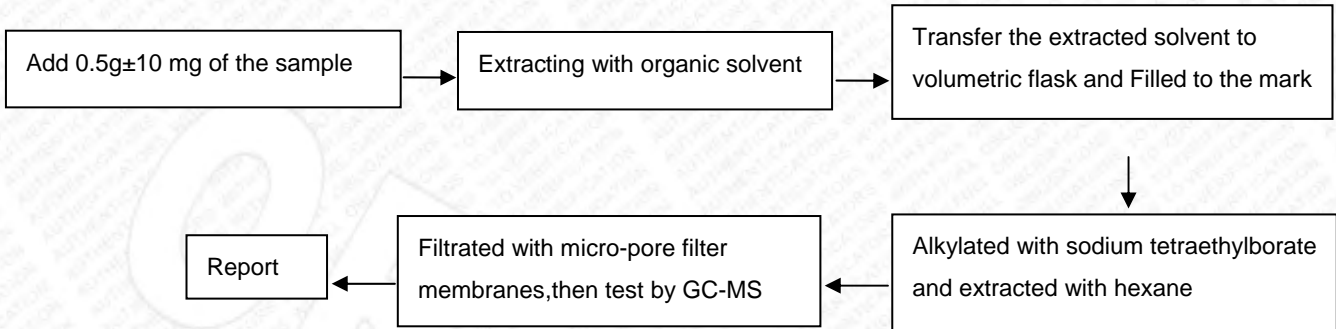 Add 0.5g±10 mg of the sample
Extracting with organic solvent
Transfer the extracted solvent to
volumetric flask and Filled to the mark
Alkylated with sodium tetraethylborate
and extracted with hexane
Filtrated with micro-pore filter
membranes,then test by GC-MS
Report